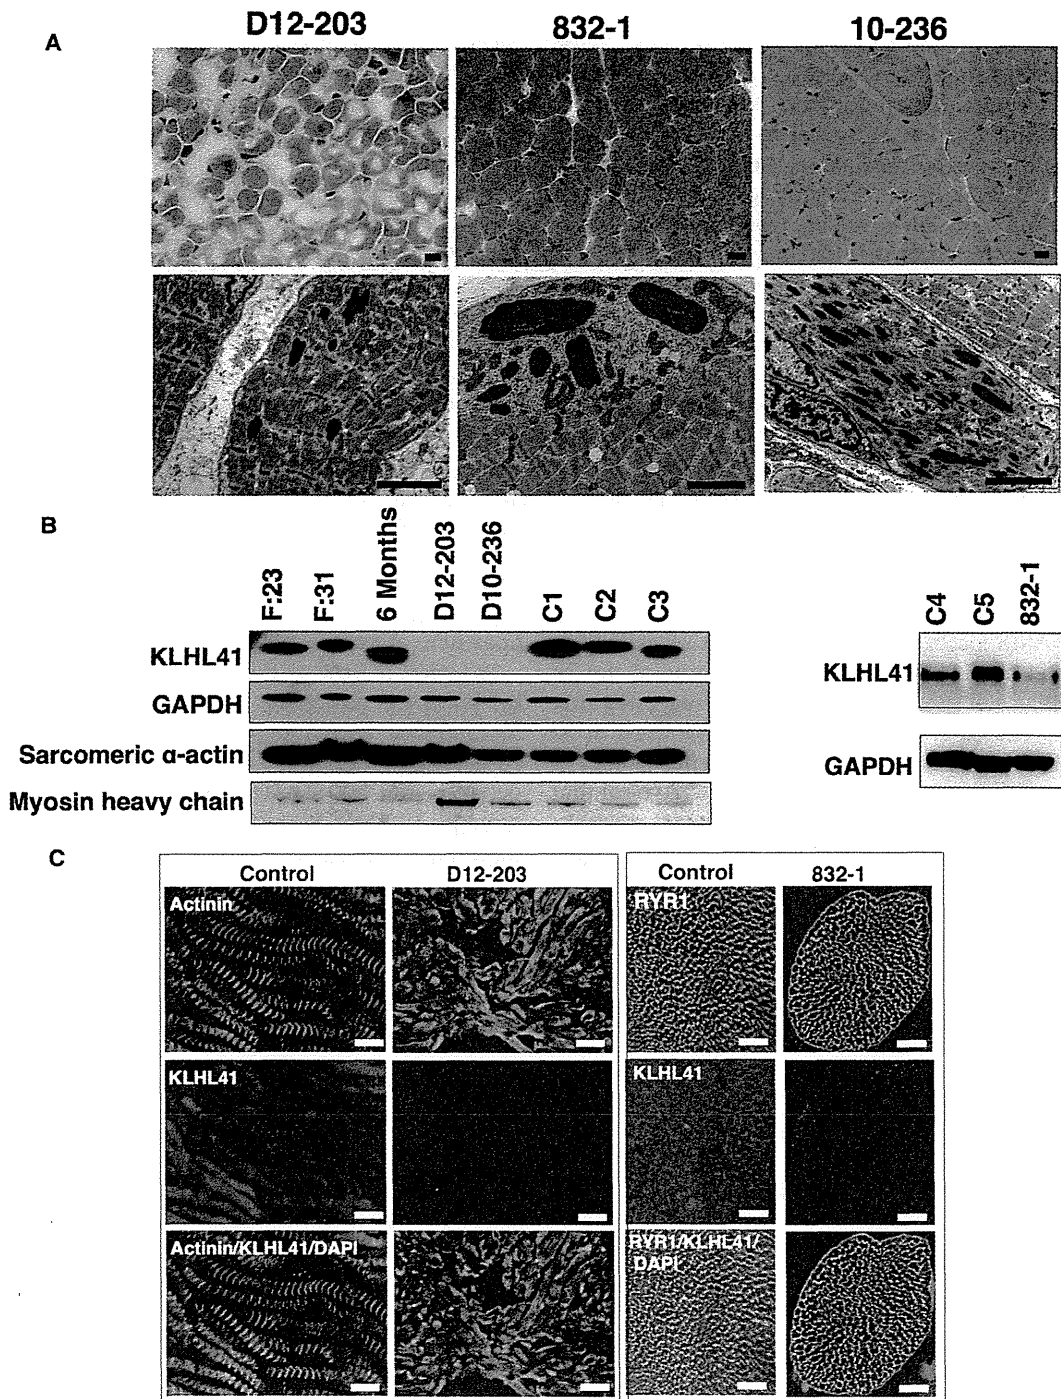 A
D12-203 832-1 10-236
B
F:23 F:31 6 Months D12-203 D10-236 C1 C2 C3
KLHL41
GAPDH
Sarcomeric α-actin
Myosin heavy chain
C4 C5 832-1
KLHL41
GAPDH
C
Control D12-203 Control 832-1
Actinin RYR1
KLHL41 KLHL41
Actinin/KLHL41/DAPI RYR1/KLHL41/
DAPI